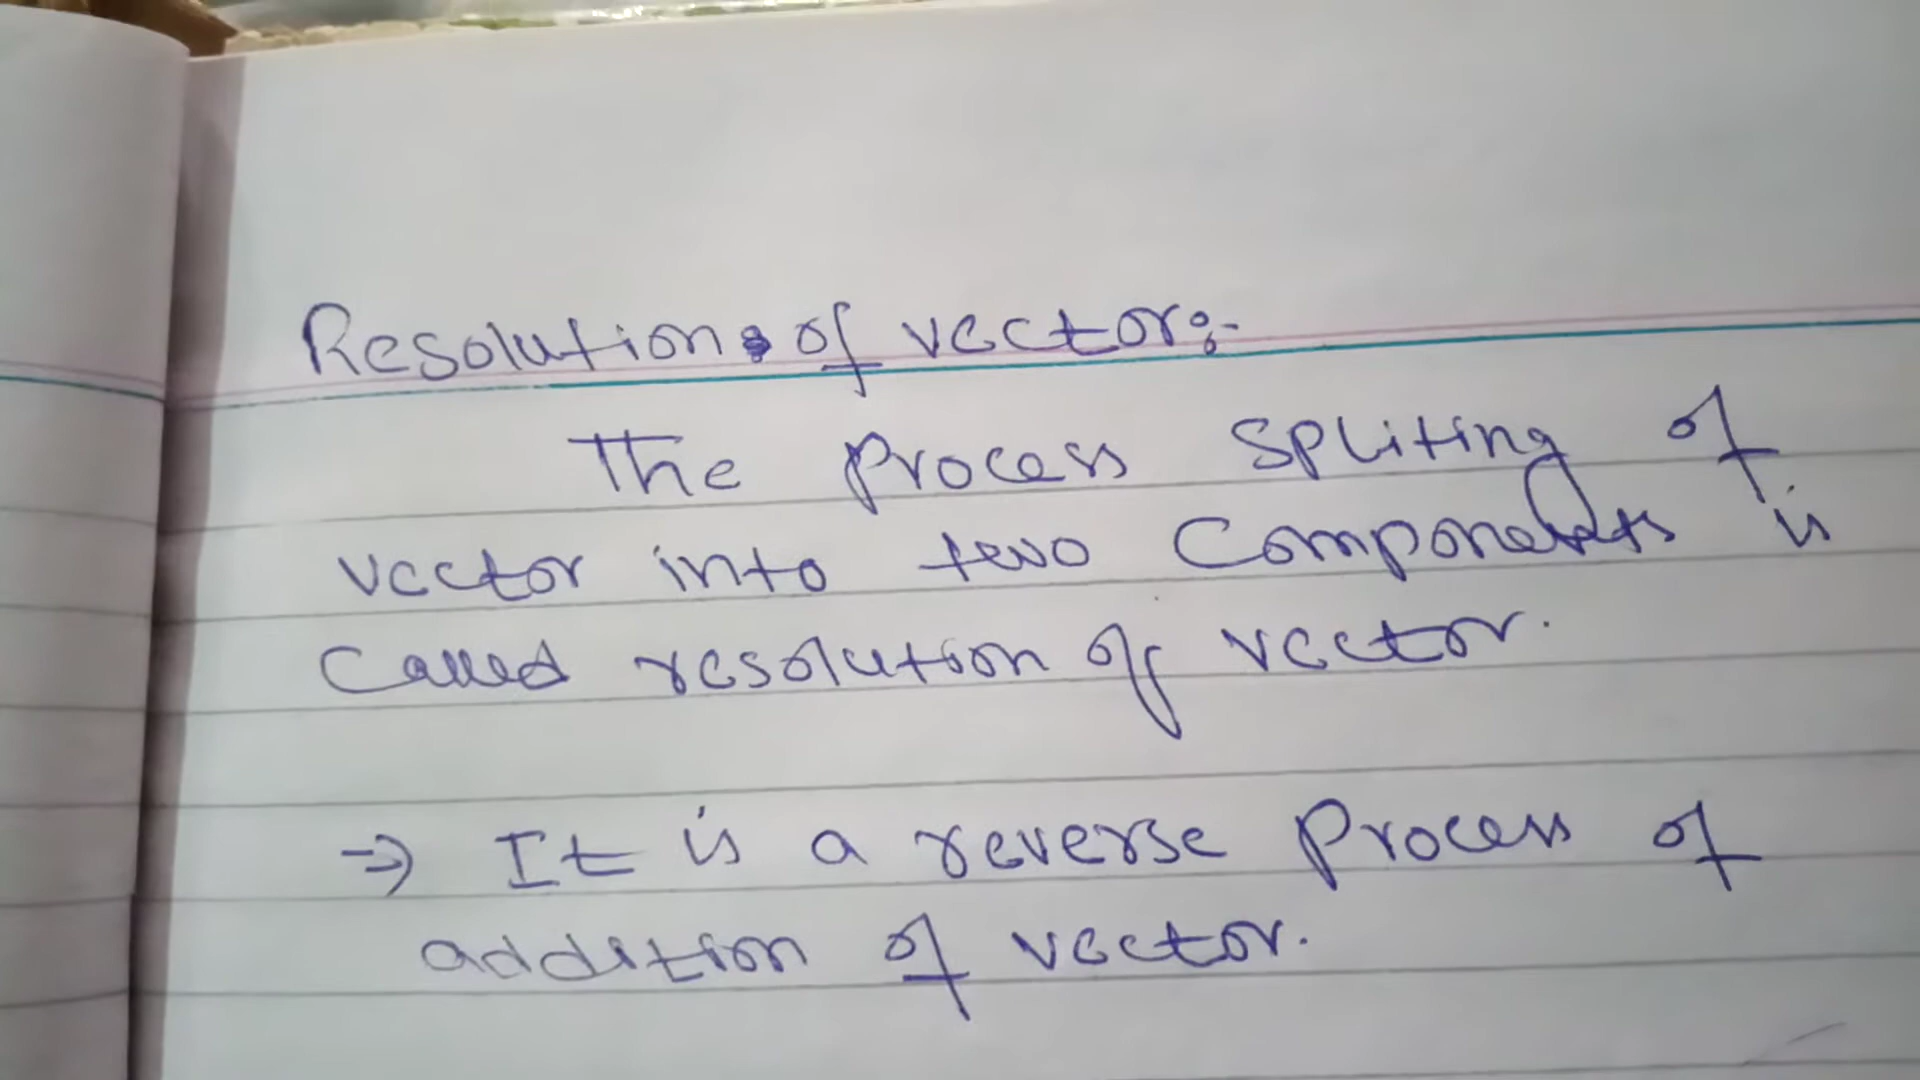 Resolution of vector:-
The process spliting of
vector into two components is
called resolution of vector.
⇒ It is a reverse process of
addition of vector.